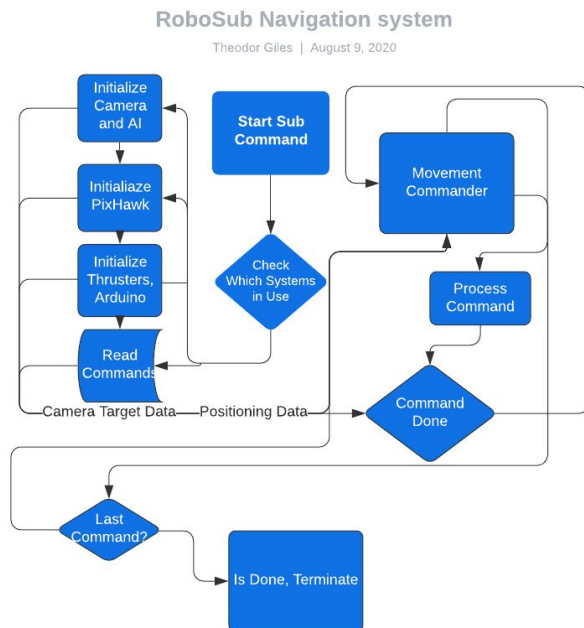 RoboSub Navigation system
Theodor Giles | August 9, 2020
Initialize
Camera
and AI
Start Sub
Command
Movement
Commander
Initialiaze
PixHawk
Initialize
Thrusters,
Arduino
Check
Which Systems
in Use
Process
Command
Read
Commands
Camera Target Data
Positioning Data
Command
Done
Last
Command?
Is Done, Terminate